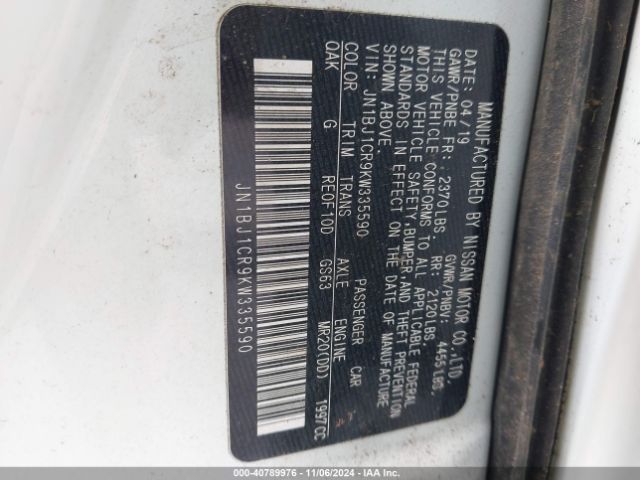 MANUFACTURED BY NISSAN MOTOR CO.,LTD.
DATE: 04/19 GVWR/PNBV: 4455LBS.
GAWR/PNBE FR: 2370LBS. RR: 2120LBS.
THIS VEHICLE CONFORMS TO ALL APPLICABLE FEDERAL
MOTOR VEHICLE SAFETY,BUMPER,AND THEFT PREVENTION
STANDARDS IN EFFECT ON THE DATE OF MANUFACTURE
SHOWN ABOVE.
VIN: JN1BJ1CR9KW335590 PASSENGER CAR
COLOR TRIM TRANS AXLE ENGINE
QAK G RE0F10D GS63 MR20(DD) 1997CC
JN1BJ1CR9KW335590
000-40789976 | 11/06/2024 - IAA Inc.